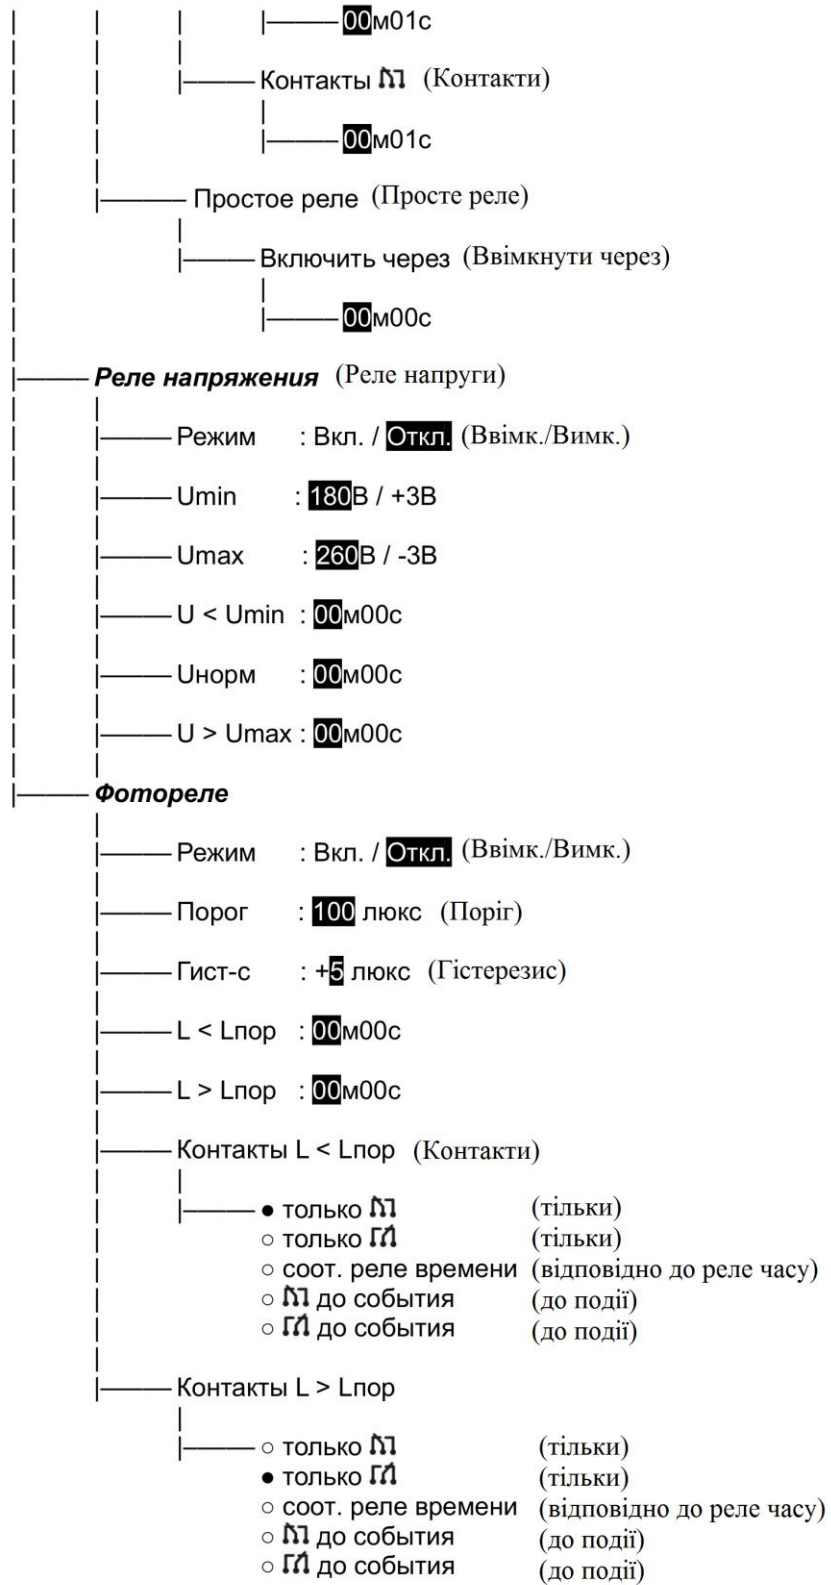 00м01с
Контакты (Контакти)
00м01с
Простое реле (Просте реле)
Включить через (Ввімкнути через)
00м00с
Реле напряжения (Реле напруги)
Режим : Вкл. / Откл. (Ввімк./Вимк.)
Umin : 180В / +3В
Umax : 260В / -3В
U < Umin : 00м00с
Uнорм : 00м00с
U > Umax : 00м00с
Фотореле
Режим : Вкл. / Откл. (Ввімк./Вимк.)
Порог : 100 люкс (Поріг)
Гист-с : +5 люкс (Гістерезис)
L < Lпор : 00м00с
L > Lпор : 00м00с
Контакты L < Lпор (Контакти)
● только (тільки)
○ только (тільки)
○ соот. реле времени (відповідно до реле часу)
○ до события (до події)
○ до события (до події)
Контакты L > Lпор
○ только (тільки)
● только (тільки)
○ соот. реле времени (відповідно до реле часу)
○ до события (до події)
○ до события (до події)